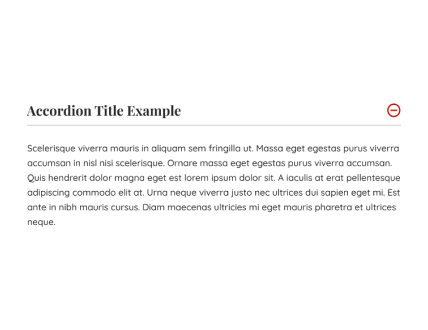 Accordion Title Example
Scelerisque viverra mauris in aliquam sem fringilla ut. Massa eget egestas purus viverra
accumsan in nisl nisi scelerisque. Ornare massa eget egestas purus viverra accumsan.
Quis hendrerit dolor magna eget est lorem ipsum dolor sit. A iaculis at erat pellentesque
adipiscing commodo elit at. Urna neque viverra justo nec ultrices dui sapien eget mi. Est
ante in nibh mauris cursus. Diam maecenas ultricies mi eget mauris pharetra et ultrices
neque.